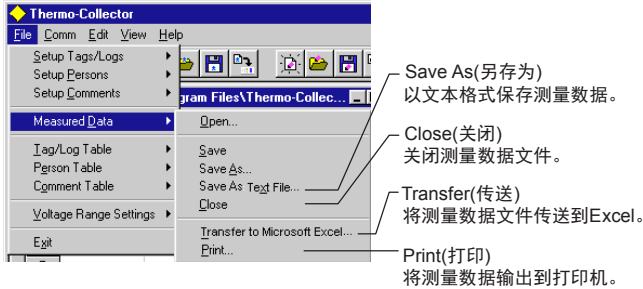 Thermo-Collector
File Comm Edit View Help
Setup Tags/Logs
Setup Persons
Setup Comments
Measured Data
Tag/Log Table
Person Table
Comment Table
Voltage Range Settings
Exit
gram Files\Thermo-Collec...
Open...
Save
Save As...
Save As Text File...
Close
Transfer to Microsoft Excel...
Print...
Save As(另存为)
以文本格式保存测量数据。
Close(关闭)
关闭测量数据文件。
Transfer(传送)
将测量数据文件传送到Excel。
Print(打印)
将测量数据输出到打印机。